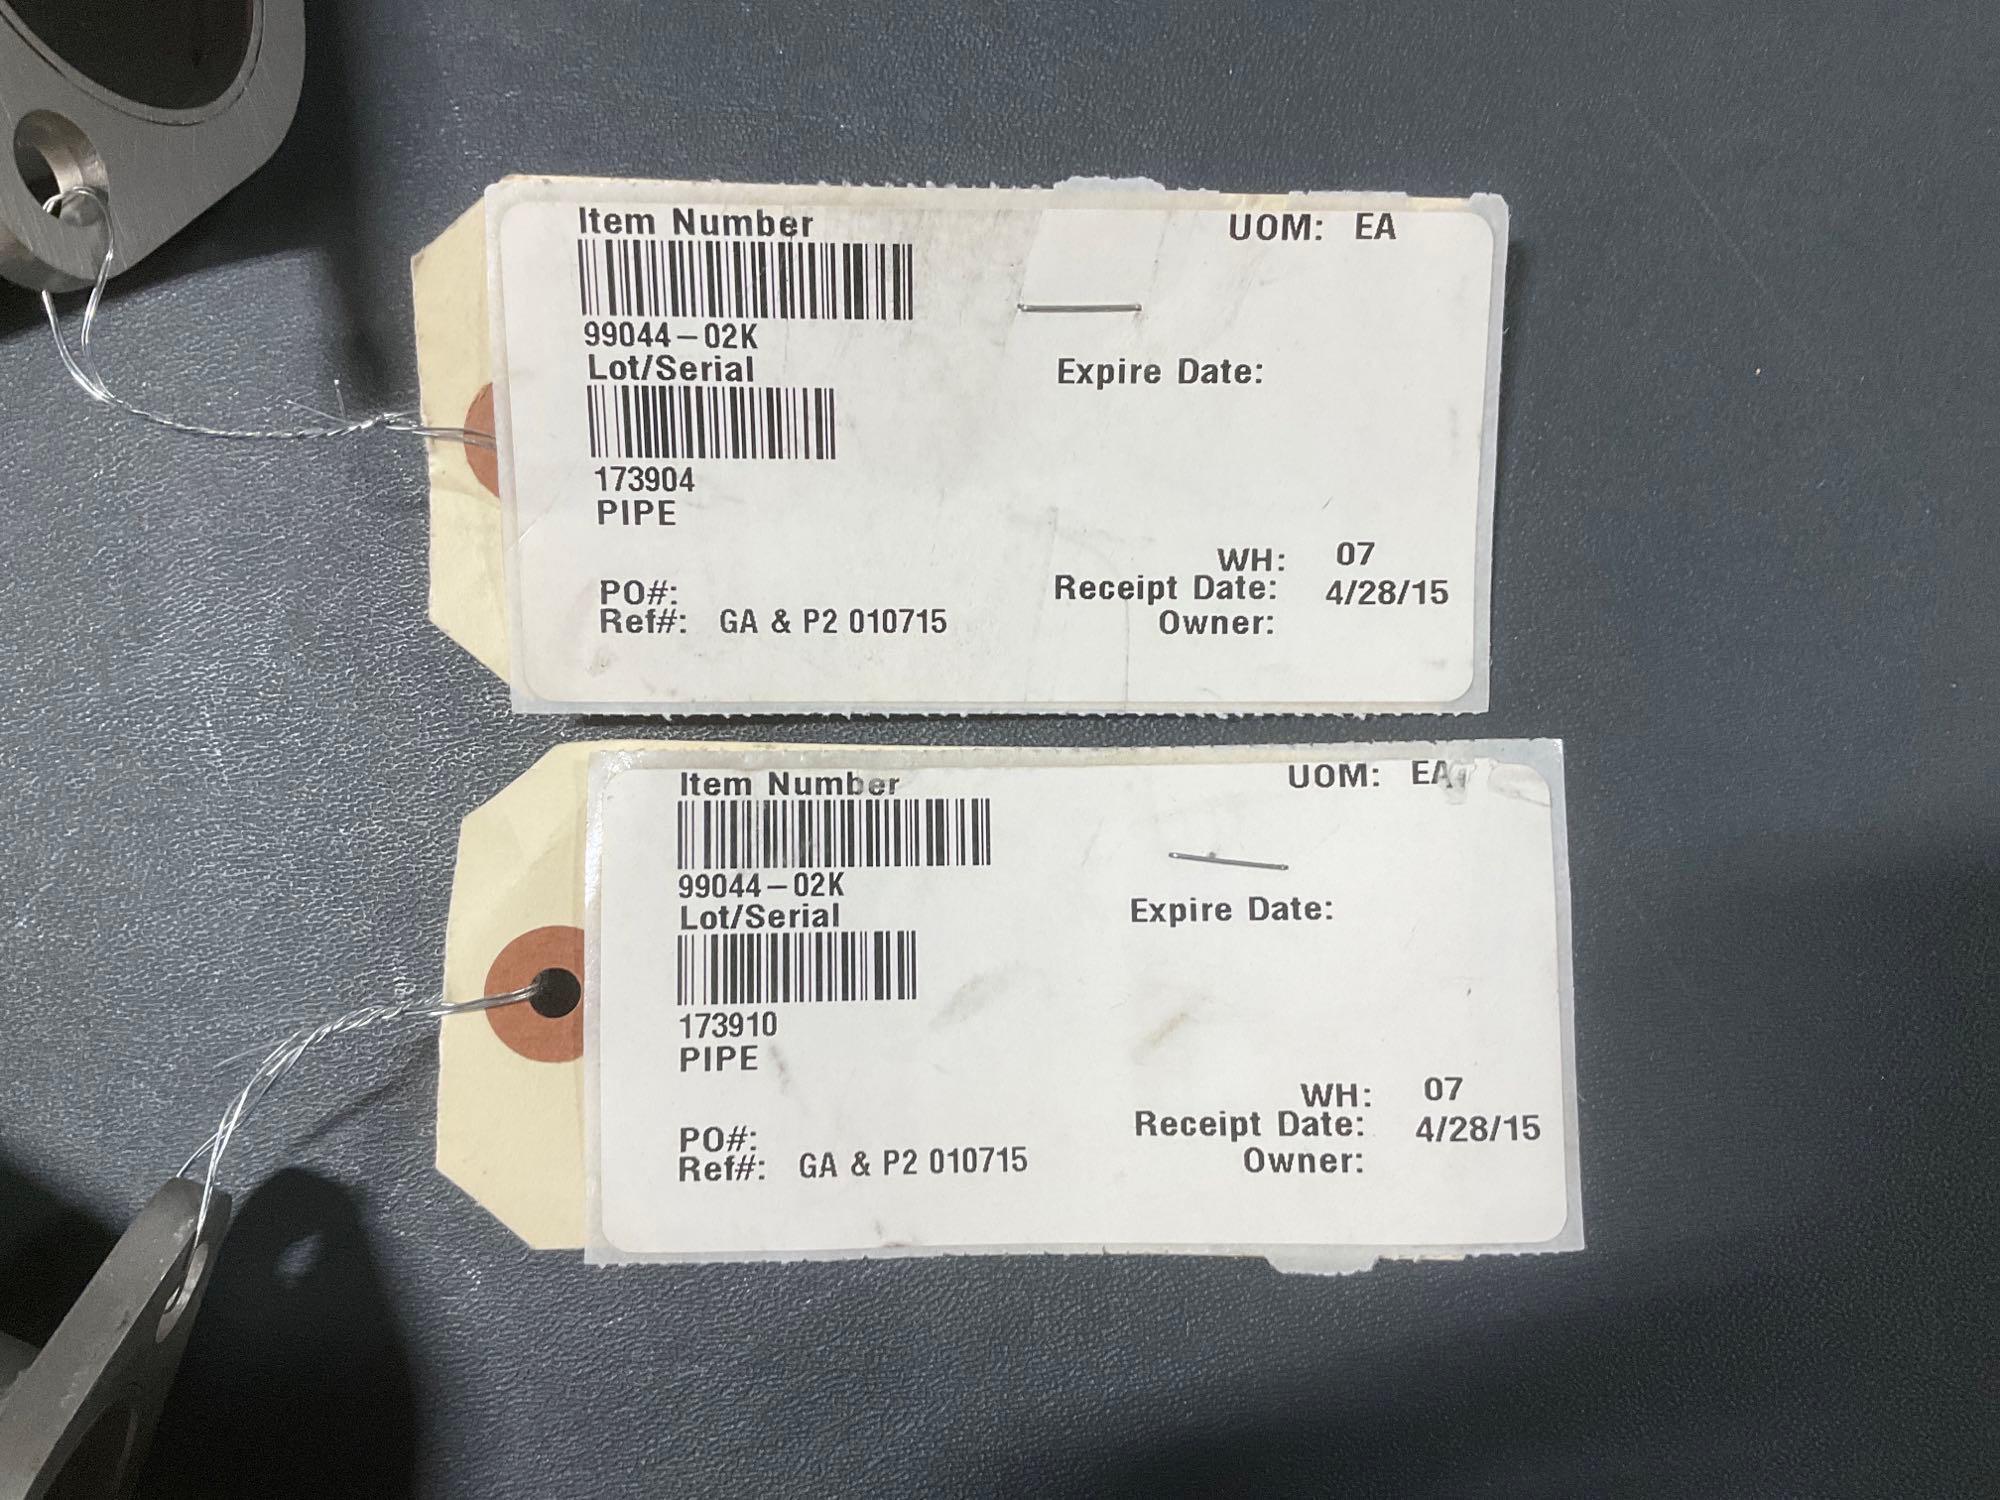 Item Number UOM: EA
99044-02K
Lot/Serial Expire Date:
173904
PIPE
WH: 07
PO#: Receipt Date: 4/28/15
Ref#: GA & P2 010715 Owner:
Item Number UOM: EA
99044-02K
Lot/Serial Expire Date:
173910
PIPE
WH: 07
PO#: Receipt Date: 4/28/15
Ref#: GA & P2 010715 Owner: